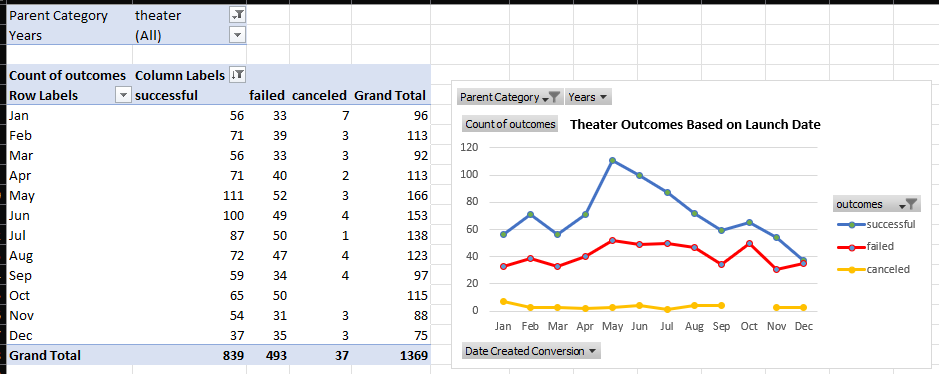 Parent Category theater
Years (All)
Count of outcomes Column Labels
Row Labels successful failed canceled Grand Total
Jan 56 33 7 96
Feb 71 39 3 113
Mar 56 33 3 92
Apr 71 40 2 113
May 111 52 3 166
Jun 100 49 4 153
Jul 87 50 1 138
Aug 72 47 4 123
Sep 59 34 4 97
Oct 65 50 115
Nov 54 31 3 88
Dec 37 35 3 75
Grand Total 839 493 37 1369
Parent Category Years
Count of outcomes Theater Outcomes Based on Launch Date
120
100
80
60
40
20
0
Jan Feb Mar Apr May Jun Jul Aug Sep Oct Nov Dec
outcomes
successful
failed
canceled
Date Created Conversion